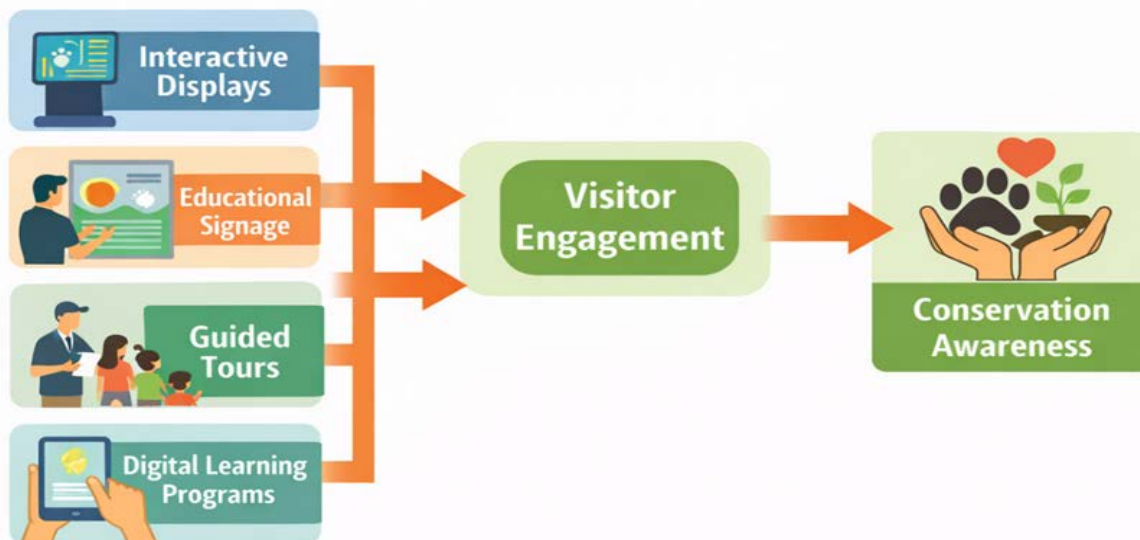 Interactive
Displays
Educational
Signage
Guided
Tours
Digital Learning
Programs
Visitor
Engagement
Conservation
Awareness